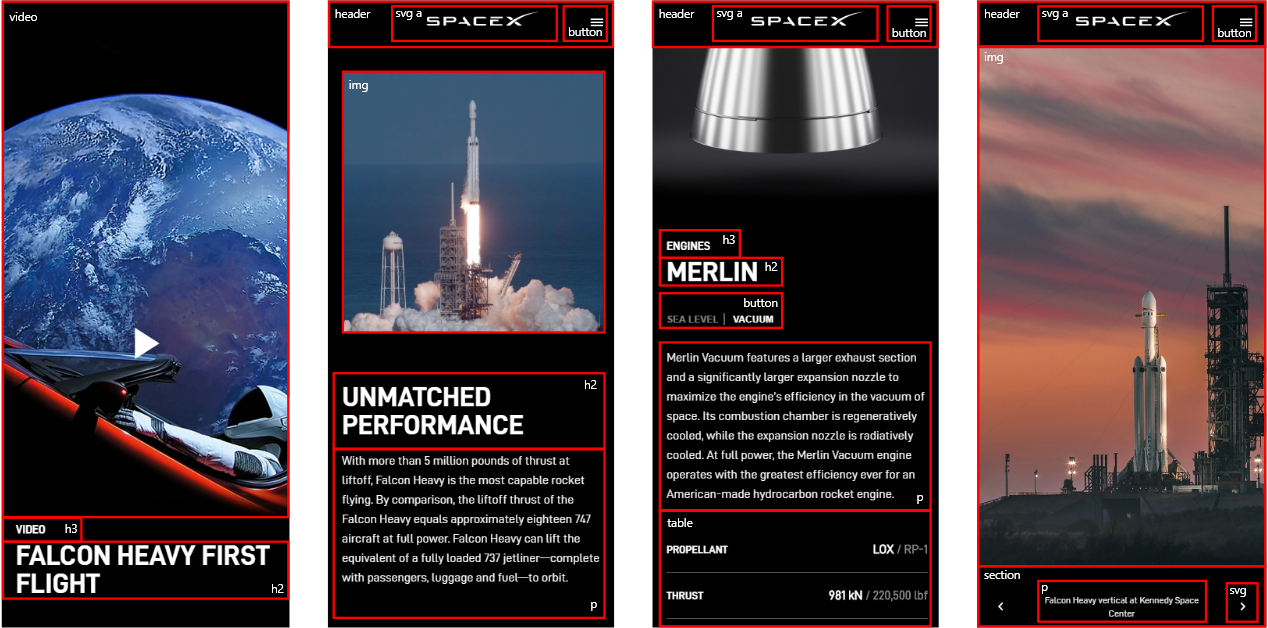 video
VIDEO
h3
FALCON HEAVY FIRST
FLIGHT
h2
header
svg a
SPACEX
button
img
UNMATCHED
PERFORMANCE
h2
With more than 5 million pounds of thrust at
liftoff, Falcon Heavy is the most capable rocket
flying. By comparison, the liftoff thrust of the
Falcon Heavy equals approximately eighteen 747
aircraft at full power. Falcon Heavy can lift the
equivalent of a fully loaded 737 jetliner—complete
with passengers, luggage and fuel—to orbit.
p
header
svg a
SPACEX
button
ENGINES
h3
MERLIN
h2
button
SEA LEVEL | VACUUM
Merlin Vacuum features a larger exhaust section
and a significantly larger expansion nozzle to
maximize the engine's efficiency in the vacuum of
space. Its combustion chamber is regeneratively
cooled, while the expansion nozzle is radiatively
cooled. At full power, the Merlin Vacuum engine
operates with the greatest efficiency ever for an
American-made hydrocarbon rocket engine.
p
table
PROPELLANT LOX / RP-1
THRUST 981 kN / 220,500 lbf
header
svg a
SPACEX
button
img
section
p
Falcon Heavy vertical at Kennedy Space
Center
svg